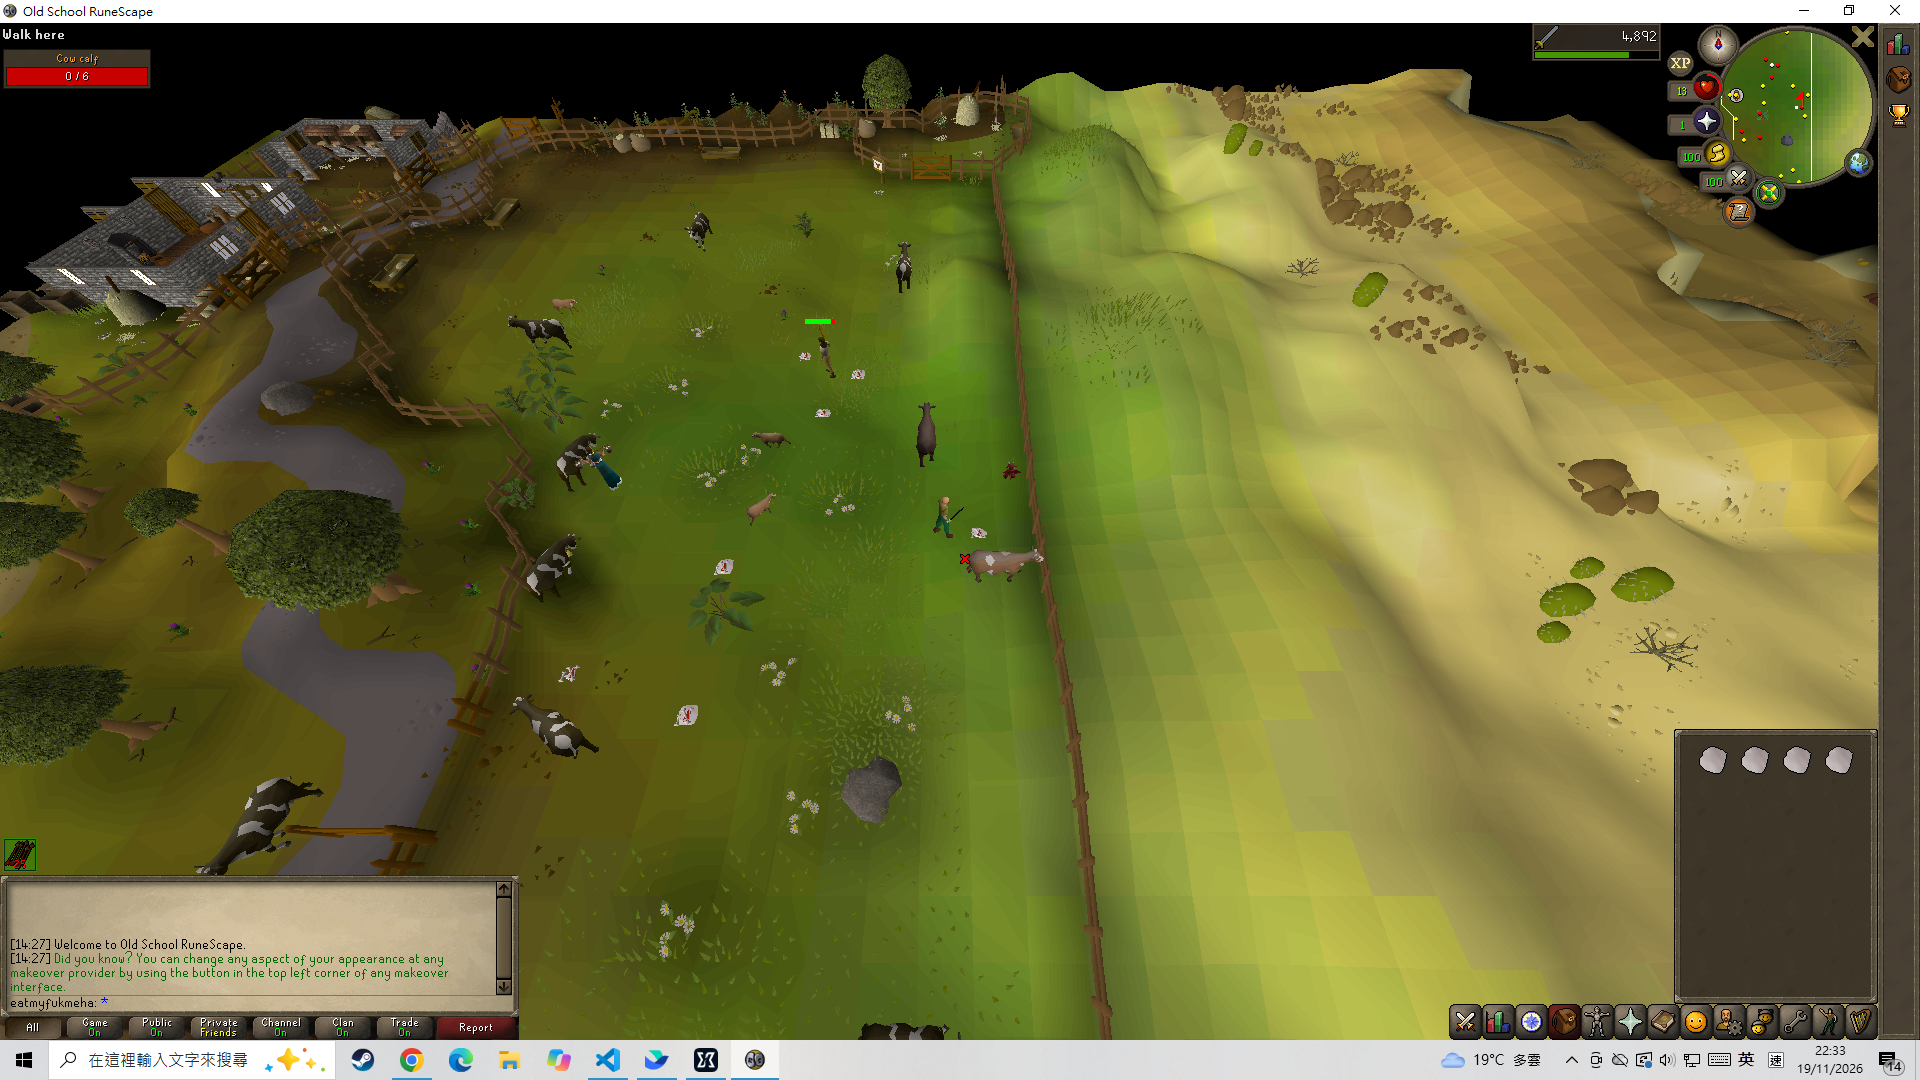 Old School RuneScape
Walk here
Cow calf
0 / 6
4,892
XP
N
13
1
100
100
25
[14:27] Welcome to Old School RuneScape.
[14:27] Did you know? You can change any aspect of your appearance at any
makeover provider by using the button in the top left corner of any makeover
interface.
eatmyfukmeha: *
All
Game
On
Public
On
Private
Friends
Channel
On
Clan
On
Trade
On
Report
在這裡輸入文字來搜尋
19°C 多雲
英
速
22:33
19/11/2026
14